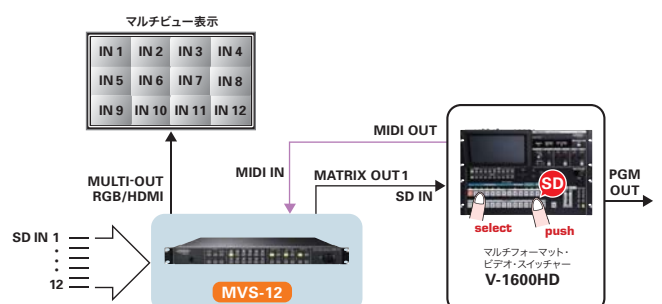 マルチビュー表示
IN 1 IN 2 IN 3 IN 4
IN 5 IN 6 IN 7 IN 8
IN 9 IN 10 IN 11 IN 12
MIDI OUT
MULTI-OUT
RGB/HDMI
MIDI IN
MATRIX OUT1
SD IN
SD
PGM
OUT
select
push
SD IN 1
12
マルチフォーマット・
ビデオ・スイッチャー
V-1600HD
MVS-12